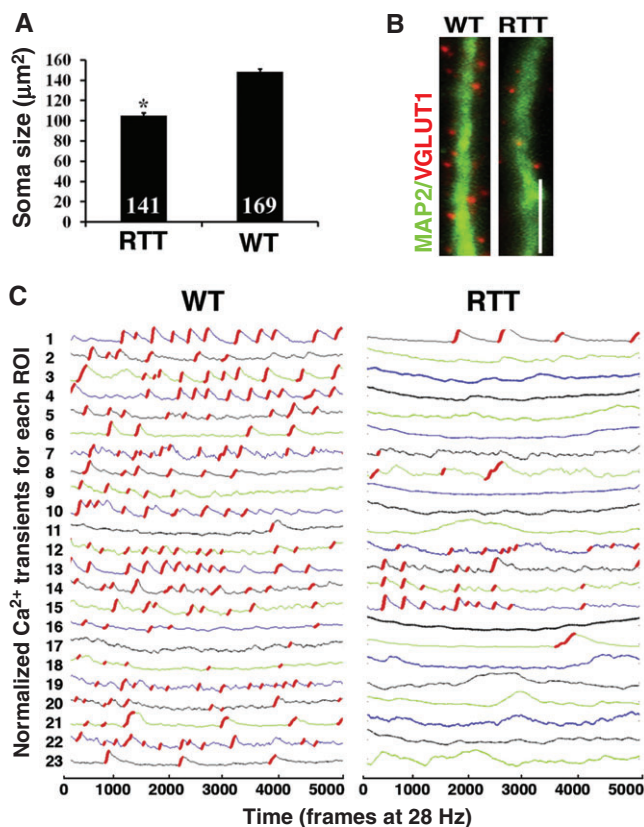 A
Soma size (μm²)
160
140
120
100
80
60
40
20
0
*
141
169
RTT
WT
B
WT RTT
MAP2/VGLUT1
C
WT
RTT
Normalized Ca²⁺ transients for each ROI
1
2
3
4
5
6
7
8
9
10
11
12
13
14
15
16
17
18
19
20
21
22
23
0 1000 2000 3000 4000 5000
0 1000 2000 3000 4000 5000
Time (frames at 28 Hz)